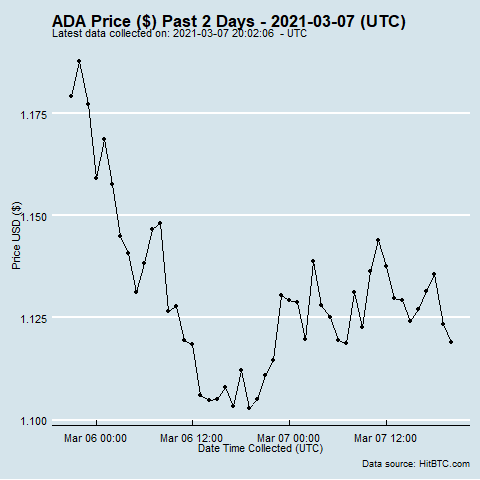 ADA Price ($) Past 2 Days - 2021-03-07 (UTC)
Latest data collected on: 2021-03-07 20:02:06 - UTC
1.175
1.150
1.125
1.100
Price USD ($)
Mar 06 00:00 Mar 06 12:00 Mar 07 00:00 Mar 07 12:00
Date Time Collected (UTC)
Data source: HitBTC.com